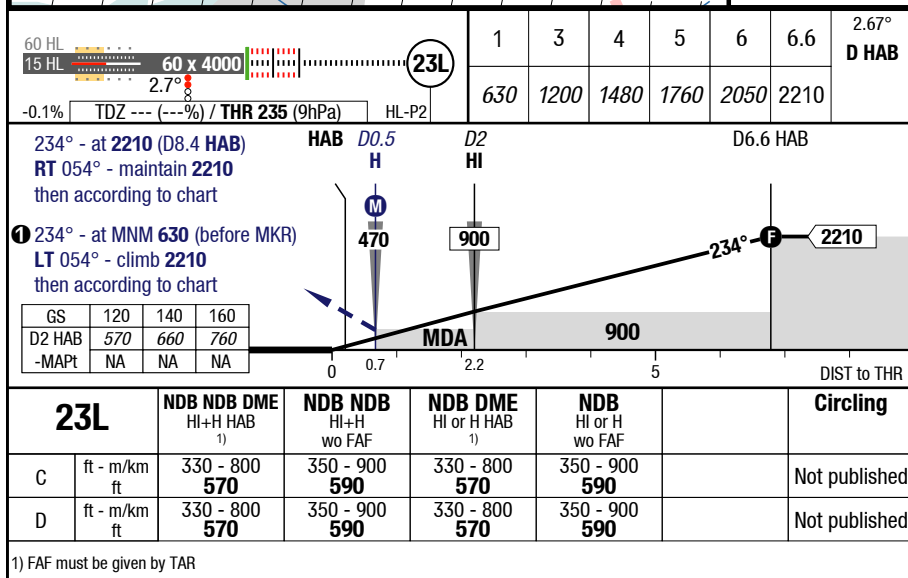 60 HL
15 HL
60 x 4000
23L
2.7°
-0.1%
TDZ --- (---%) / THR 235 (9hPa)
HL-P2
1 3 4 5 6 6.6 2.67°
D HAB
630 1200 1480 1760 2050 2210
234° - at 2210 (D8.4 HAB)
RT 054° - maintain 2210
then according to chart
1 234° - at MNM 630 (before MKR)
LT 054° - climb 2210
then according to chart
HAB D0.5 D2 D6.6 HAB
H HI
M
470 900 234° F 2210
MDA 900
GS 120 140 160
D2 HAB 570 660 760
-MAPt NA NA NA
0 0.7 2.2 5 DIST to THR
23L NDB NDB DME NDB NDB NDB DME NDB Circling
HI+H HAB HI+H HI or H HAB HI or H
1) wo FAF 1) wo FAF
C ft - m/km 330 - 800 350 - 900 330 - 800 350 - 900 Not published
ft 570 590 570 590
D ft - m/km 330 - 800 350 - 900 330 - 800 350 - 900 Not published
ft 570 590 570 590
1) FAF must be given by TAR